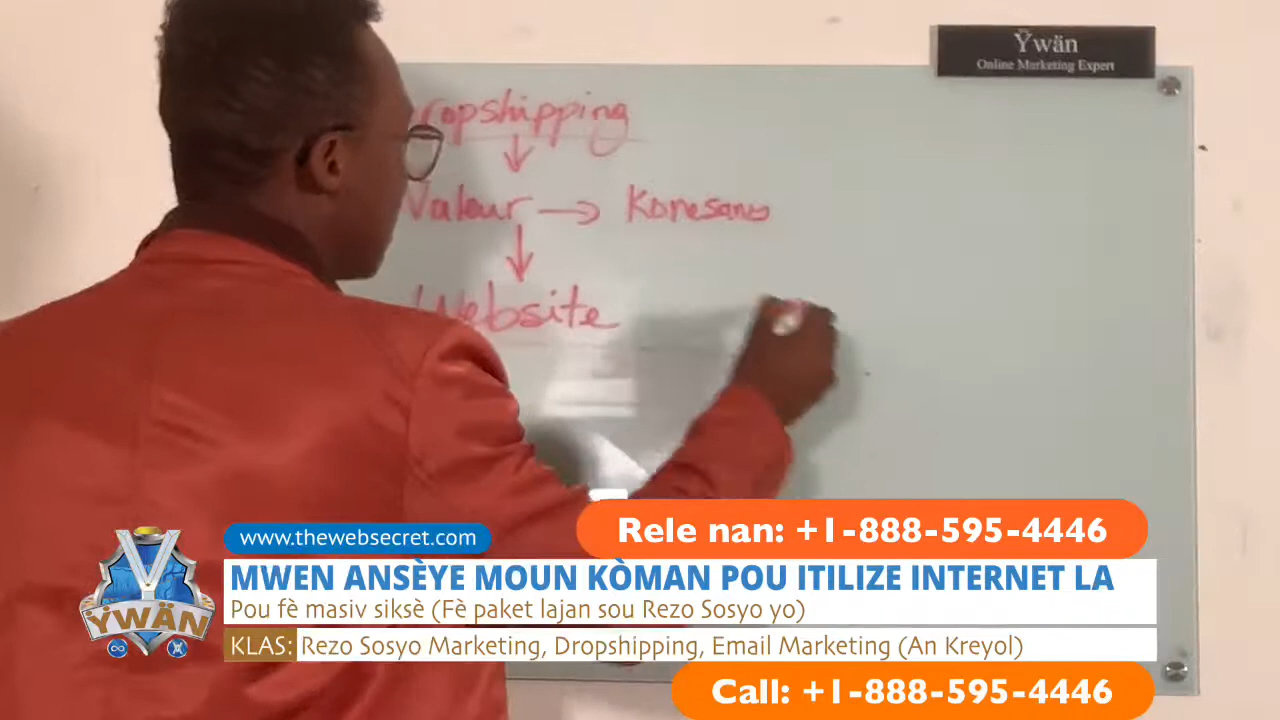 Ÿwän
Online Marketing Expert
Dropshipping
Valeur → Konesans
Website
Rele nan: +1-888-595-4446
www.thewebsecret.com
MWEN ANSÈYE MOUN KÒMAN POU ITILIZE INTERNET LA
Pou fè masiv siksè (Fè paket lajan sou Rezo Sosyo yo)
KLAS: Rezo Sosyo Marketing, Dropshipping, Email Marketing (An Kreyol)
ŸWÄN
Call: +1-888-595-4446